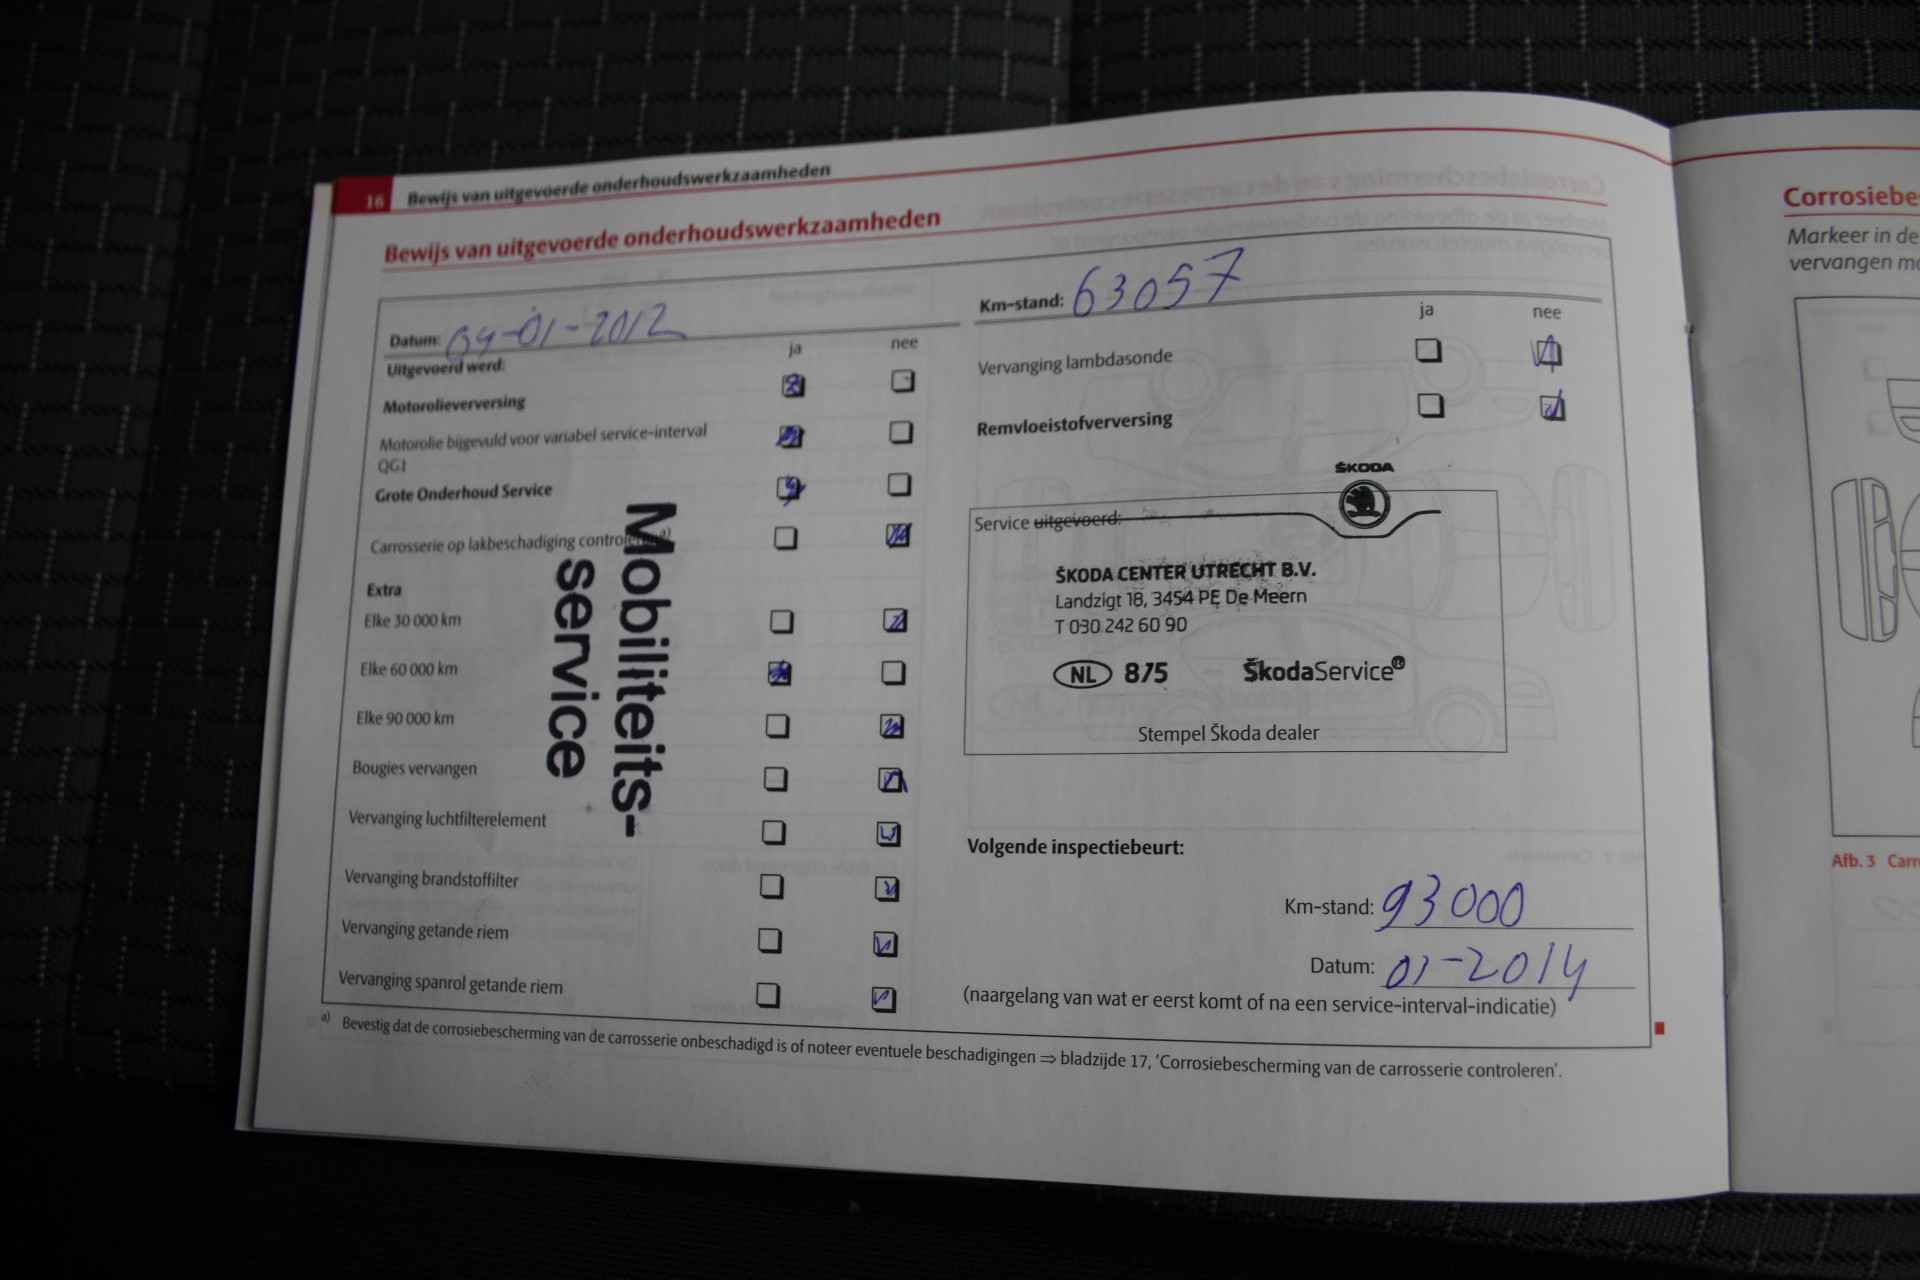 16 Bewijs van uitgevoerde onderhoudswerkzaamheden
Bewijs van uitgevoerde onderhoudswerkzaamheden
Datum: 04-01-2012
Uitgevoerd werd:
ja nee
Motorolieverversing
Motorolie bijgevuld voor variabel service-interval
QG1
Grote Onderhoud Service
Carrosserie op lakbeschadiging controleren a)
Extra
Elke 30 000 km
Elke 60 000 km
Elke 90 000 km
Bougies vervangen
Vervanging luchtfilterelement
Vervanging brandstoffilter
Vervanging getande riem
Vervanging spanrol getande riem
Mobiliteits-
service
Km-stand: 63057
ja nee
Vervanging lambdasonde
Remvloeistofverversing
ŠKODA
Service uitgevoerd:
ŠKODA CENTER UTRECHT B.V.
Landzigt 18, 3454 PE De Meern
T 030 242 60 90
NL 875 ŠkodaService®
Stempel Škoda dealer
Volgende inspectiebeurt:
Km-stand: 93000
Datum: 01-2014
(naargelang van wat er eerst komt of na een service-interval-indicatie)
a) Bevestig dat de corrosiebescherming van de carrosserie onbeschadigd is of noteer eventuele beschadigingen ⇒ bladzijde 17, 'Corrosiebescherming van de carrosserie controleren'.
Corrosiebe
Markeer in de
vervangen mo
Afb. 3 Carr